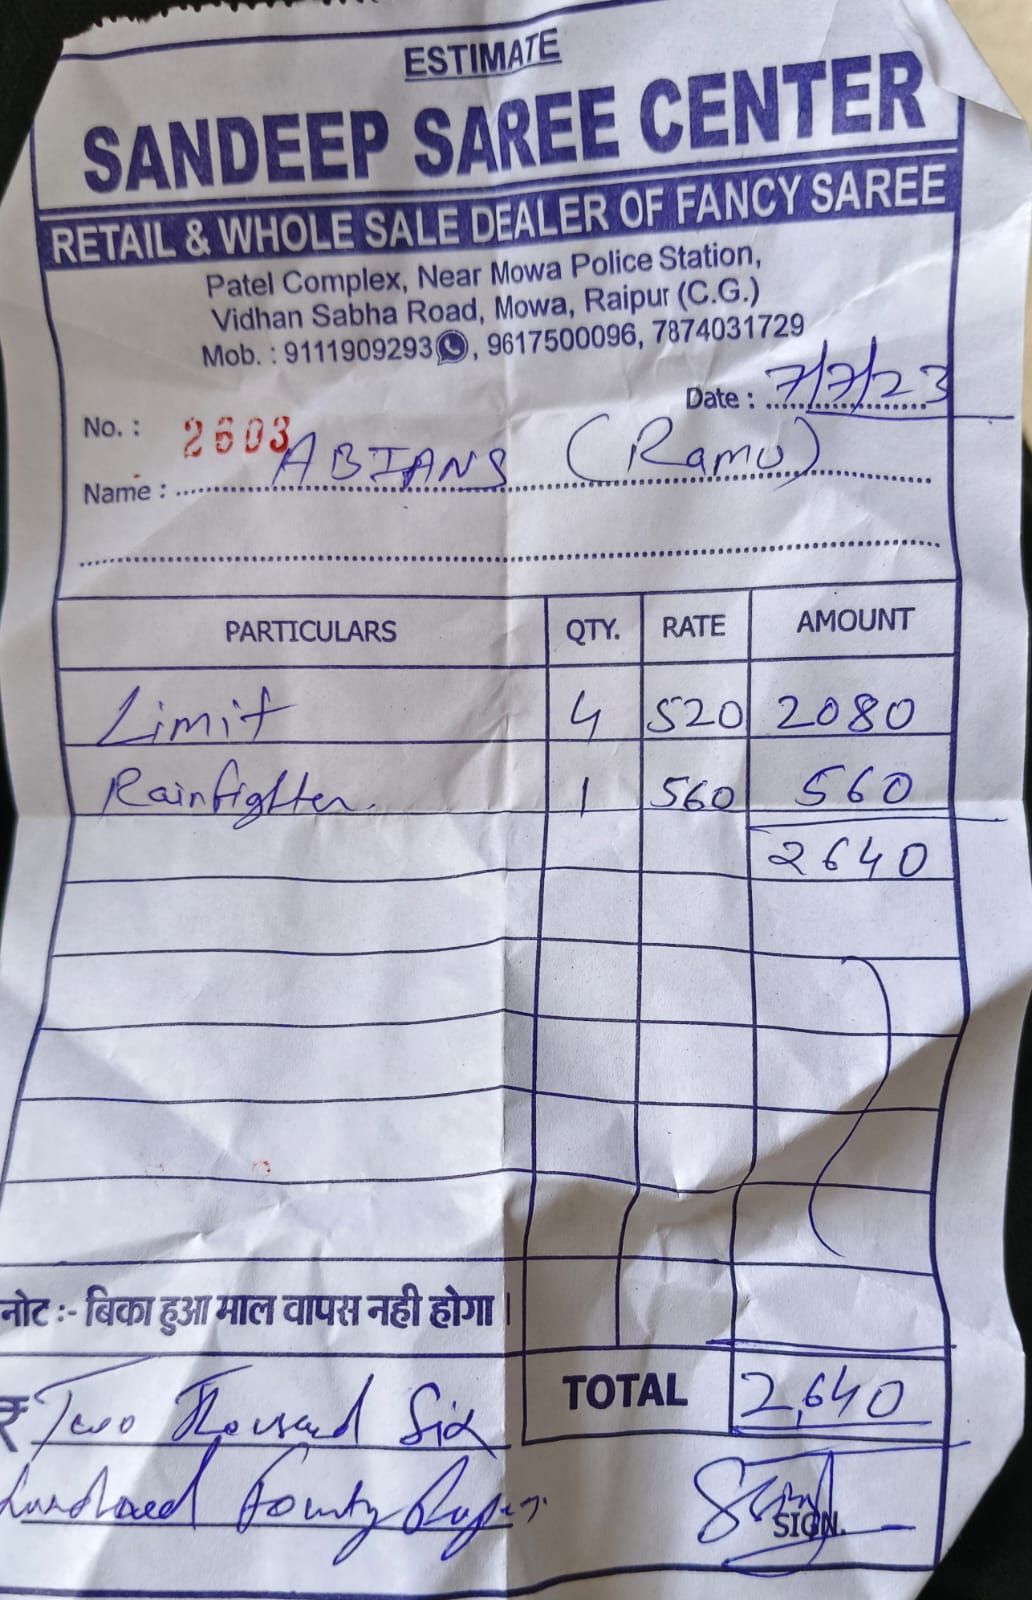 ESTIMATE
SANDEEP SAREE CENTER
RETAIL & WHOLE SALE DEALER OF FANCY SAREE
Patel Complex, Near Mowa Police Station,
Vidhan Sabha Road, Mowa, Raipur (C.G.)
Mob. : 9111909293, 9617500096, 7874031729
Date : 7/7/23
No. : 2603
Name : ABIANS (Ramu)
PARTICULARS QTY. RATE AMOUNT
Limit 4 520 2080
Rainfighter 1 560 560
2640
नोट :- बिका हुआ माल वापस नही होगा।
TOTAL 2,640
₹ Two Thousand Six
Hundred Fourty
SIGN.